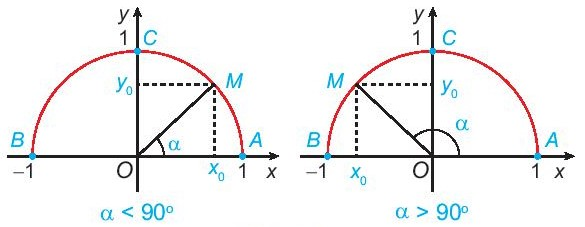 y
1 C
y₀ M
B α A
−1 O x₀ 1 x
α < 90°
y
1 C
M y₀
B α A
−1 x₀ O 1 x
α > 90°